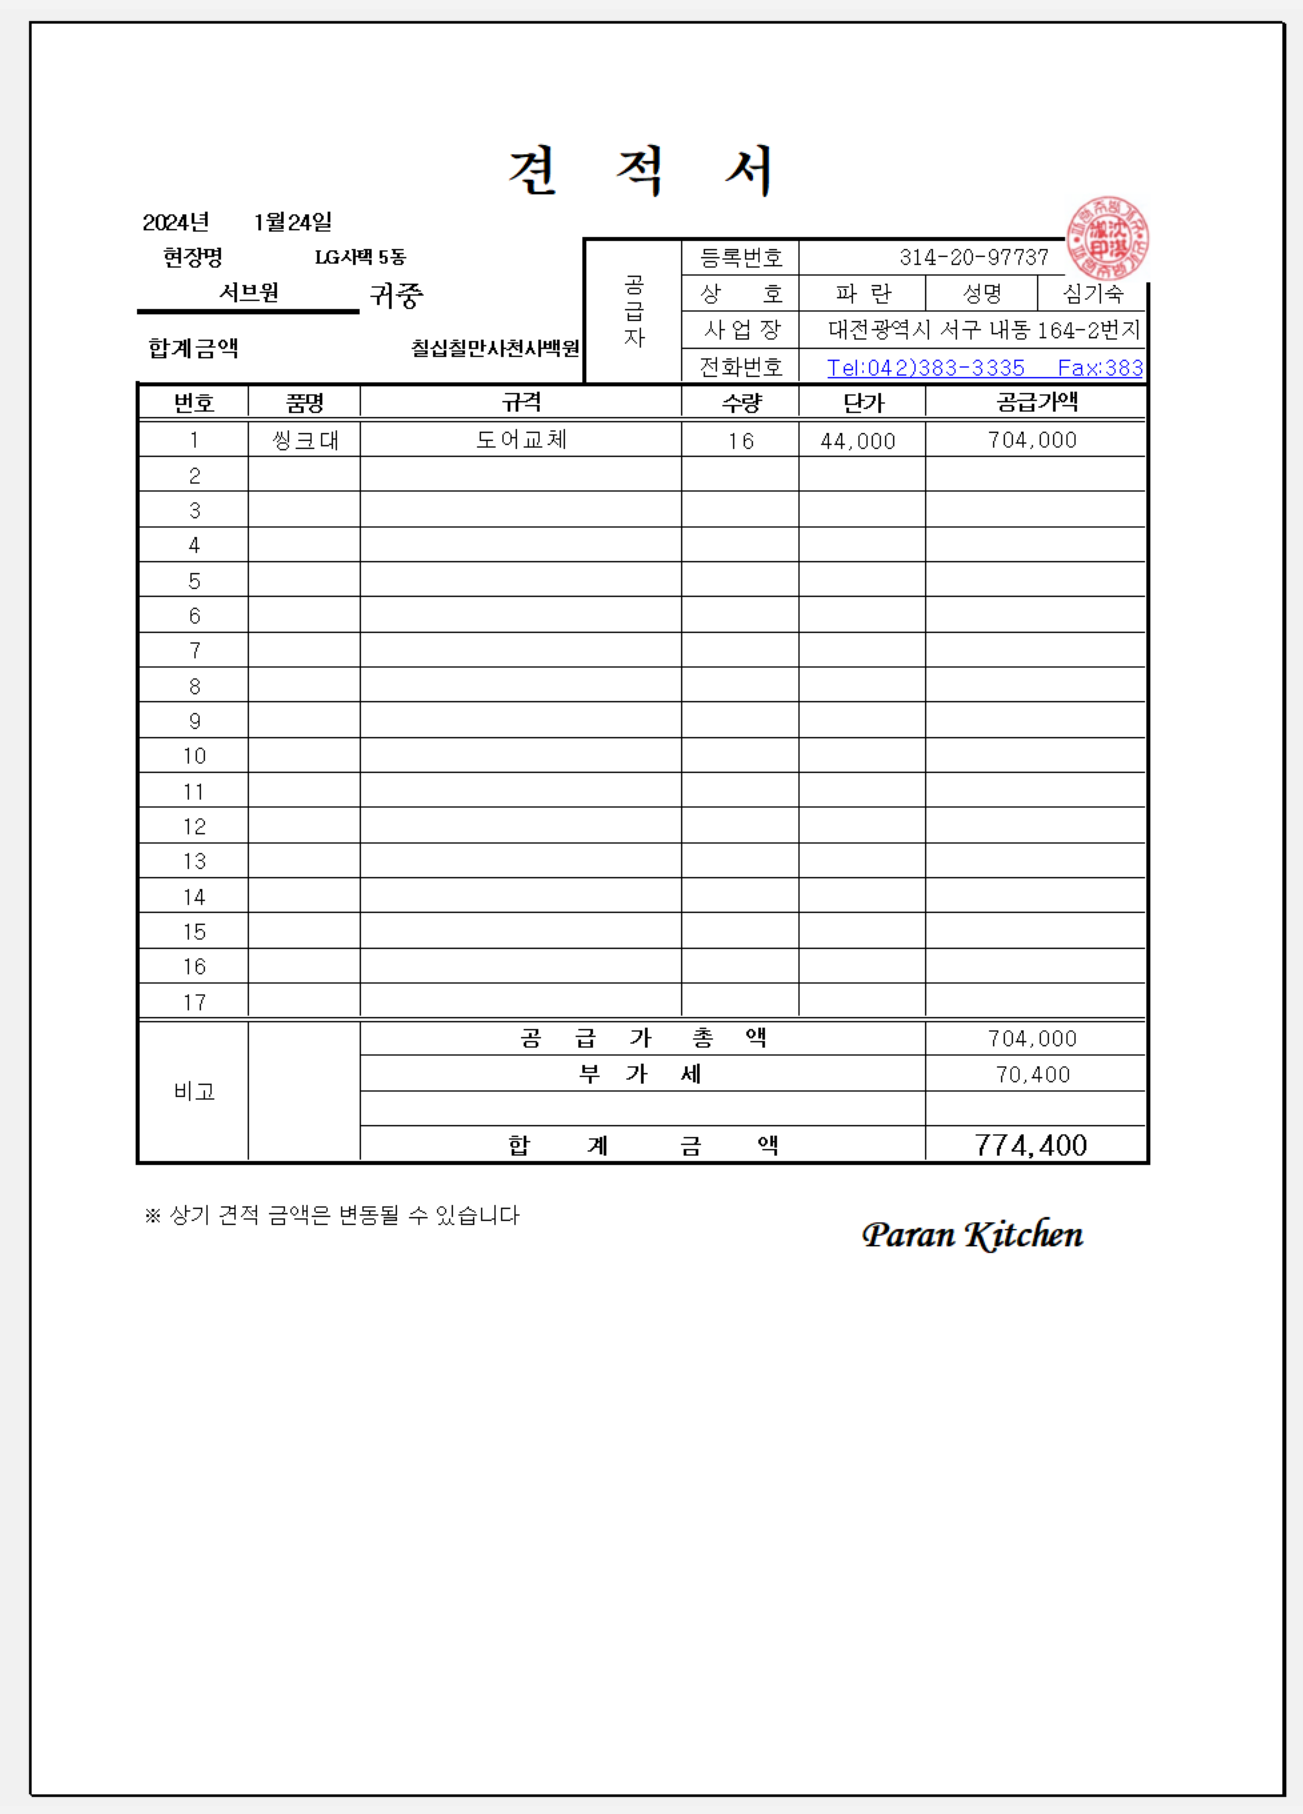 견 적 서
2024년 1월24일
현장명 LG사택 5동
서브원 귀중
합계금액 칠십칠만사천사백원
공급자
등록번호 314-20-97737
상 호 파 란 성명 심기숙
사 업 장 대전광역시 서구 내동 164-2번지
전화번호 Tel:042)383-3335 Fax:383
번호 품명 규격 수량 단가 공급가액
1 씽크대 도어교체 16 44,000 704,000
2
3
4
5
6
7
8
9
10
11
12
13
14
15
16
17
비고
공 급 가 총 액 704,000
부 가 세 70,400
합 계 금 액 774,400
※ 상기 견적 금액은 변동될 수 있습니다
Paran Kitchen